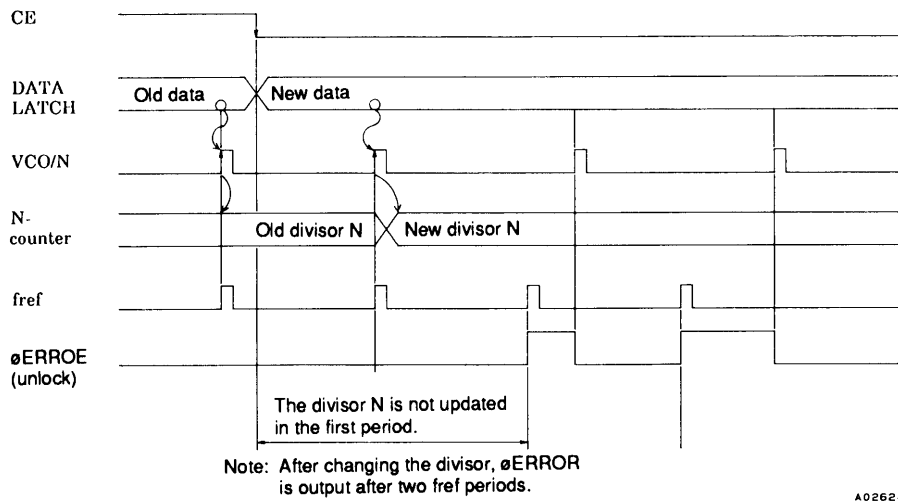 CE
DATA
LATCH
Old data
New data
VCO/N
N-
counter
Old divisor N
New divisor N
fref
øERROE
(unlock)
The divisor N is not updated
in the first period.
Note: After changing the divisor, øERROR
is output after two fref periods.